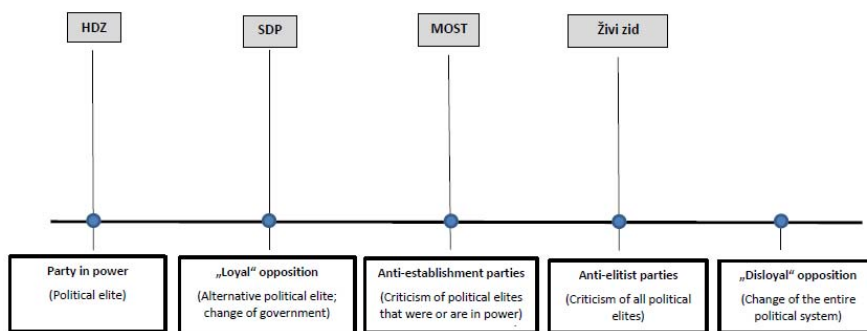 HDZ
SDP
MOST
Živi zid
Party in power
(Political elite)
„Loyal“ opposition
(Alternative political elite;
change of government)
Anti-establishment parties
(Criticism of political elites
that were or are in power)
Anti-elitist parties
(Criticism of all political
elites)
„Disloyal“ opposition
(Change of the entire
political system)